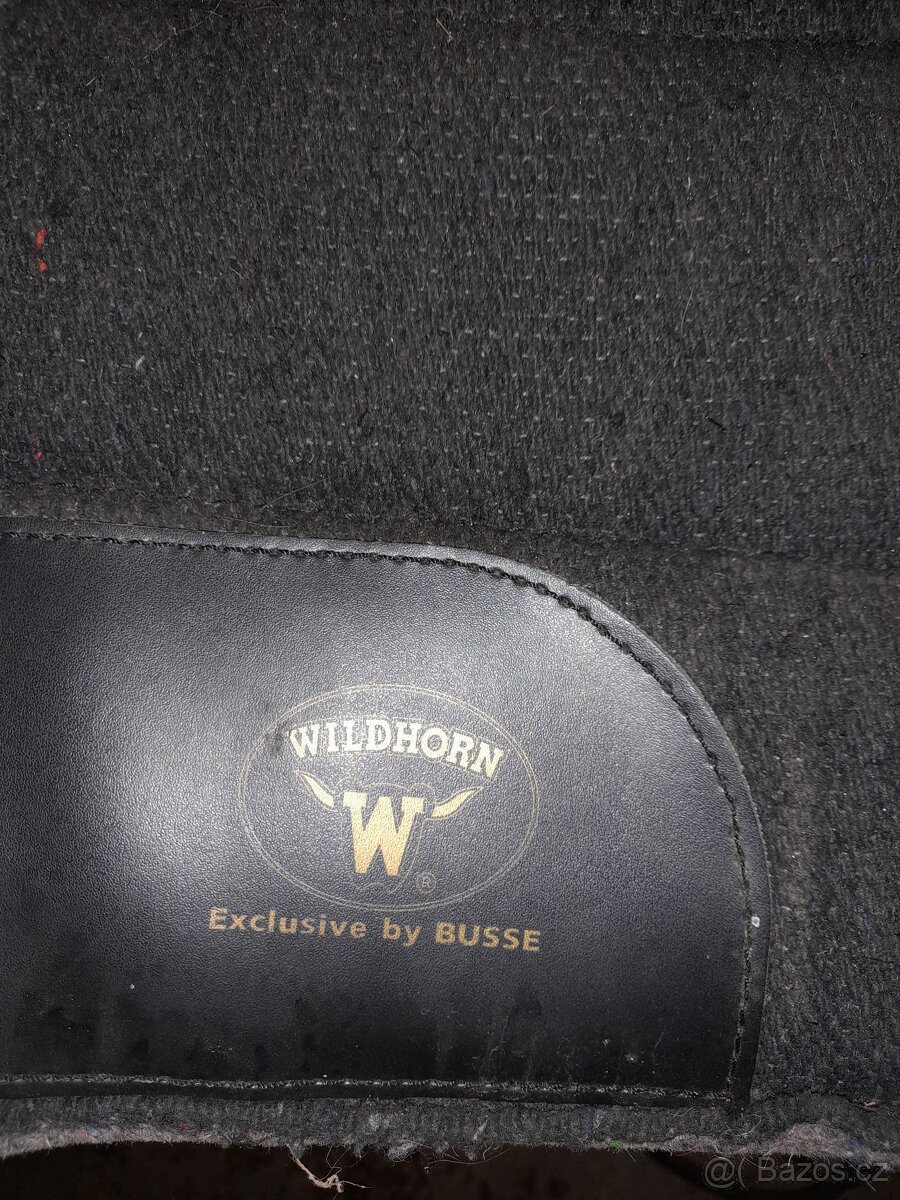 WILDHORN
W
®
Exclusive by BUSSE
@( Bazos.cz